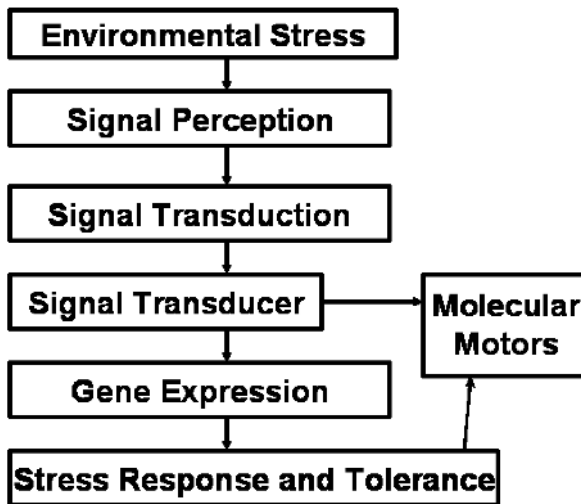 Environmental Stress
Signal Perception
Signal Transduction
Signal Transducer
Molecular
Motors
Gene Expression
Stress Response and Tolerance